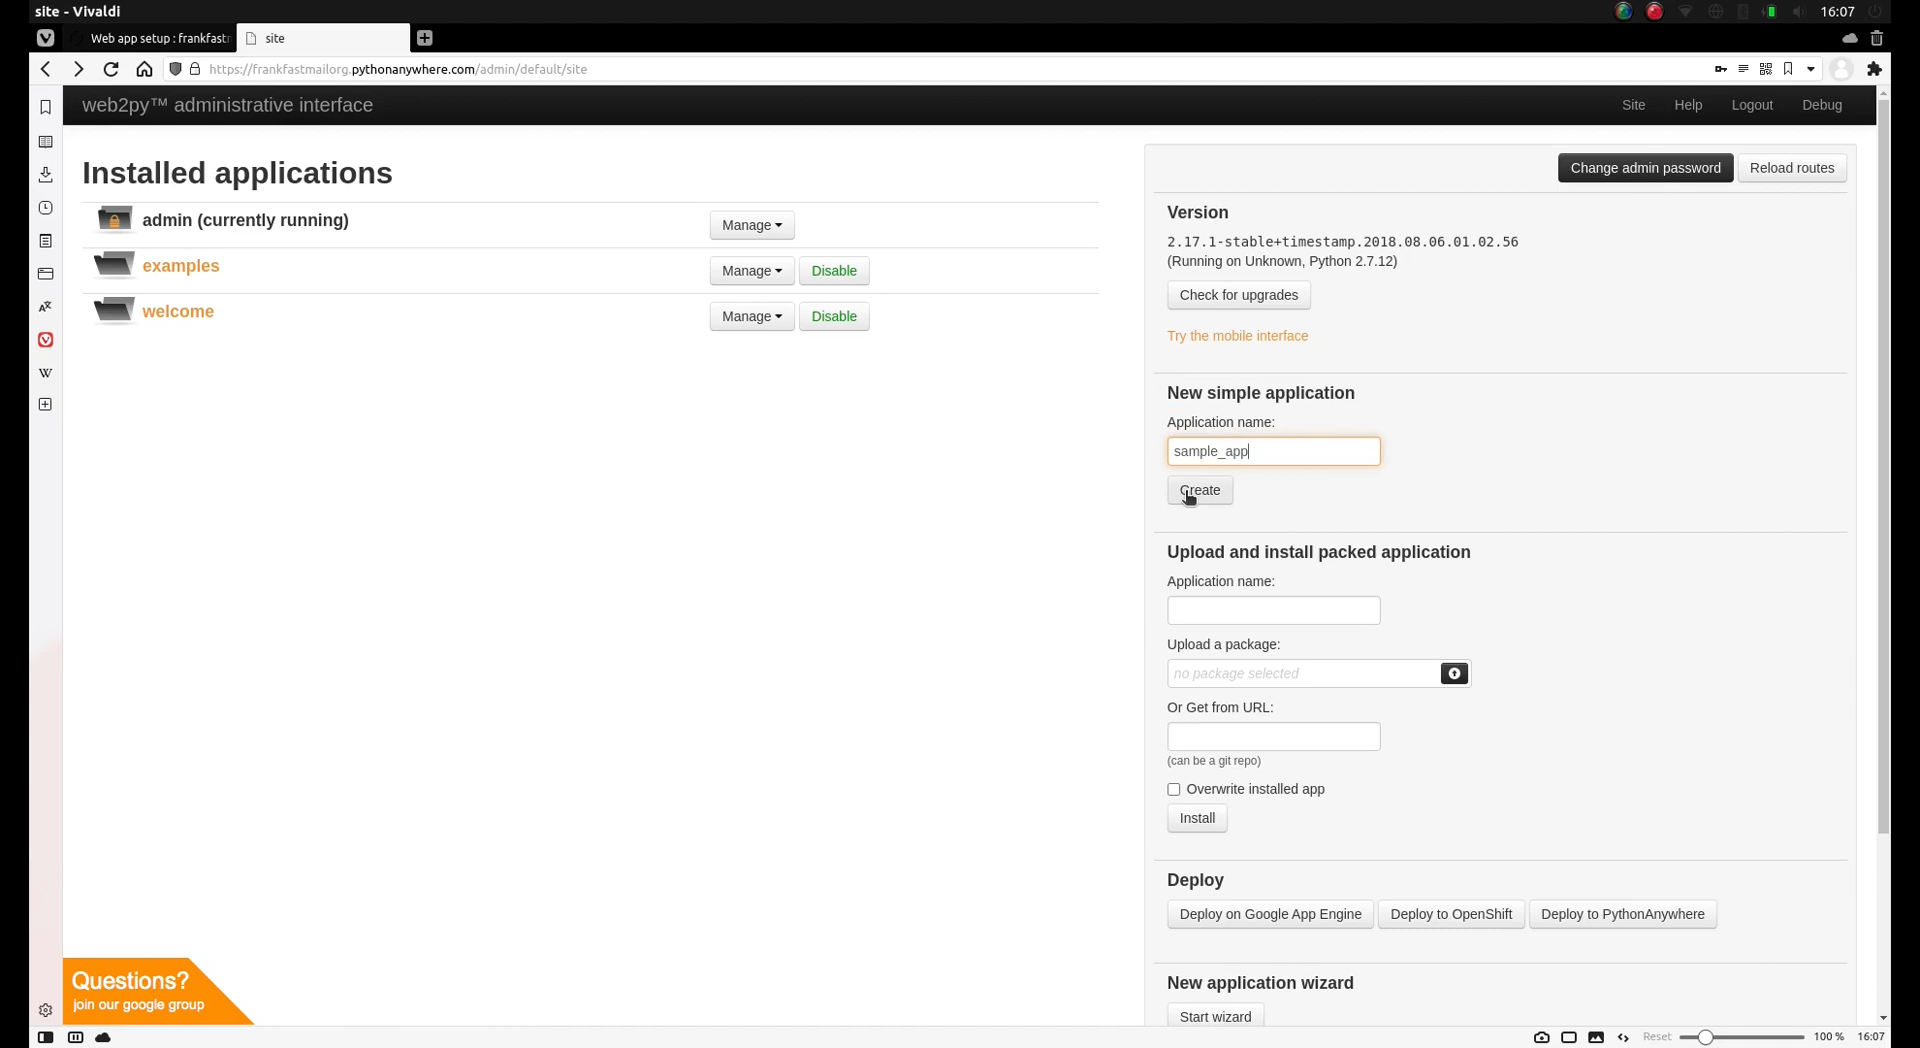 site - Vivaldi
16:07
Web app setup : frankfastm
site
https://frankfastmailorg.pythonanywhere.com/admin/default/site
web2py™ administrative interface
Site Help Logout Debug
Installed applications
admin (currently running)
Manage
examples
Manage Disable
welcome
Manage Disable
Change admin password Reload routes
Version
2.17.1-stable+timestamp.2018.08.06.01.02.56
(Running on Unknown, Python 2.7.12)
Check for upgrades
Try the mobile interface
New simple application
Application name:
sample_app
Create
Upload and install packed application
Application name:
Upload a package:
no package selected
Or Get from URL:
(can be a git repo)
Overwrite installed app
Install
Deploy
Deploy on Google App Engine Deploy to OpenShift Deploy to PythonAnywhere
New application wizard
Start wizard
Questions?
join our google group
Reset 100 % 16:07